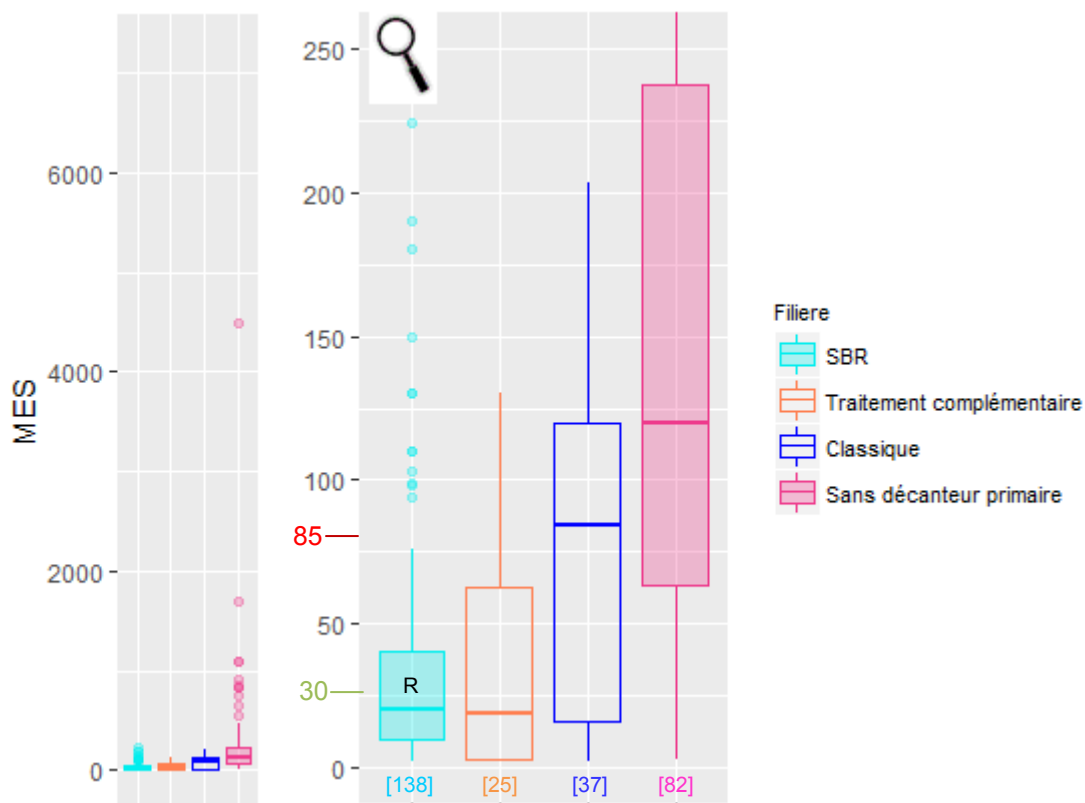 MES
6000
4000
2000
0
250
200
150
100
85
50
30
0
R
[138] [25] [37] [82]
Filiere
SBR
Traitement complémentaire
Classique
Sans décanteur primaire